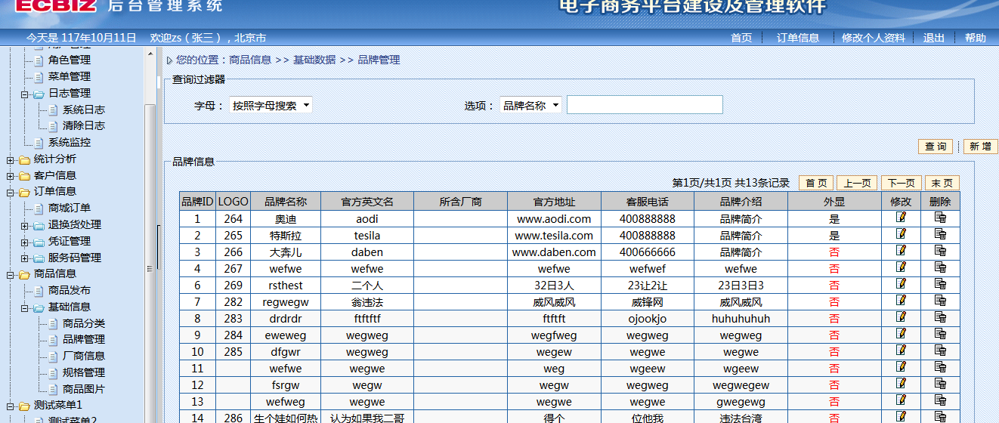 ECBIZ 后台管理系统
电子商务平台建设及管理软件
今天是 117年10月11日 欢迎zs（张三），北京市
首页 订单信息 修改个人资料 退出 帮助
角色管理
菜单管理
日志管理
系统日志
清除日志
系统监控
统计分析
客户信息
订单信息
商城订单
退换货处理
凭证管理
服务码管理
商品信息
商品发布
基础信息
商品分类
品牌管理
厂商信息
规格管理
商品图片
测试菜单1
测试菜单2
您的位置：商品信息 >> 基础数据 >> 品牌管理
查询过滤器
字母： 按照字母搜索 选项： 品牌名称
查 询 新 增
品牌信息
第1页/共1页 共13条记录 首 页 上一页 下一页 末 页
品牌ID LOGO 品牌名称 官方英文名 所含厂商 官方地址 客服电话 品牌介绍 外显 修改 删除
1 264 奥迪 aodi www.aodi.com 400888888 品牌简介 是
2 265 特斯拉 tesila www.tesila.com 400888888 品牌简介 是
3 266 大奔儿 daben www.daben.com 400666666 品牌简介 否
4 267 wefwe wefwe wefwe wefwef wefwe 否
6 269 rsthest 二个人 32日3人 23让2让 23日3日3 否
7 282 regwegw 翁违法 威风威风 威锋网 威风威风 否
8 283 drdrdr ftftftf ftftft ojookjo huhuhuhuh 否
9 284 eweweg wegweg wegfweg wegweg wegweg 否
10 285 dfgwr wegweg wegew wegwe wegwe 否
11 wefwe wegwe weg wgeew wgeew 否
12 fsrgw wegw wegw wegweg wegwegew 否
13 wefweg wegwe wegwe wegwe gwegewg 否
14 286 生个娃如何热 认为如果我二哥 得个 位他我 违法台湾 否